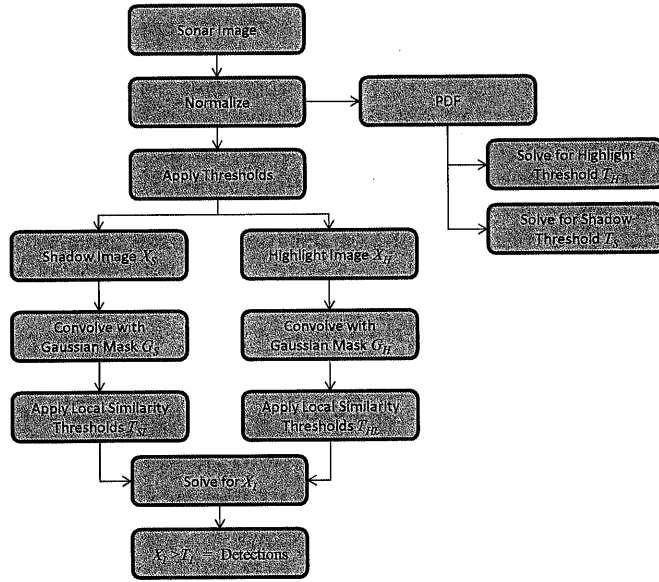 Sonar Image
Normalize
PDF
Apply Thresholds
Solve for Highlight
Threshold T_H
Solve for Shadow
Threshold T_S
Shadow Image X_S
Highlight Image X_H
Convolve with
Gaussian Mask G_S
Convolve with
Gaussian Mask G_H
Apply Local Similarity
Thresholds T_SL
Apply Local Similarity
Thresholds T_HL
Solve for X_I
X_I > T_I = Detections